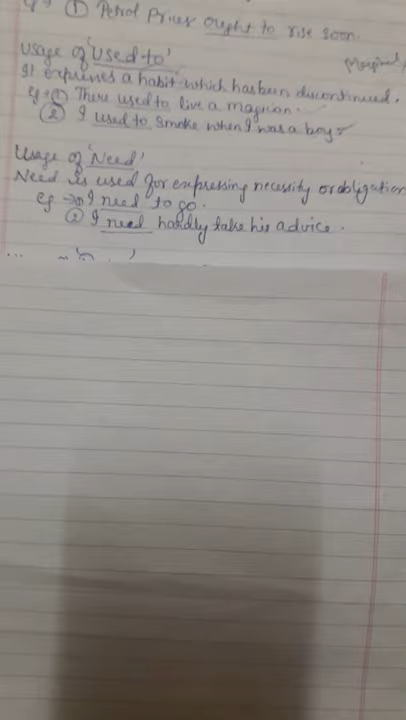 ① Petrol Prices ought to rise soon.
Usage of 'Used to'
It expresses a habit which has been discontinued.
eg → ① There used to live a magician.
② I used to smoke when I was a boy
Usage of 'Need'
Need is used for expressing necessity or obligation
eg → ① I need to go.
② I need hardly take his advice.